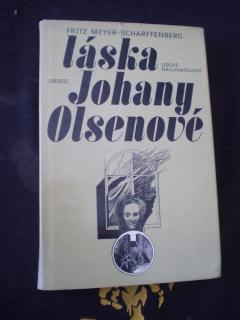 FRITZ MEYER-SCHARFFENBERG
láska
LIDOVÉ
NAKLADATELSTVÍ
/SRDCE/
Johany
Olsenové